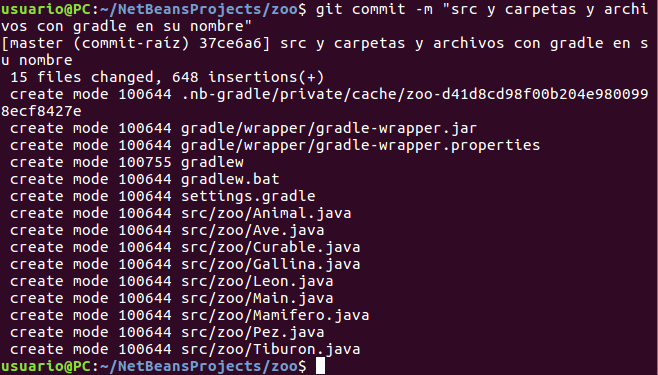 usuario@PC:~/NetBeansProjects/zoo$ git commit -m "src y carpetas y archi
vos con gradle en su nombre"
[master (commit-raíz) 37ce6a6] src y carpetas y archivos con gradle en s
u nombre
 15 files changed, 648 insertions(+)
 create mode 100644 .nb-gradle/private/cache/zoo-d41d8cd98f00b204e980099
8ecf8427e
 create mode 100644 gradle/wrapper/gradle-wrapper.jar
 create mode 100644 gradle/wrapper/gradle-wrapper.properties
 create mode 100755 gradlew
 create mode 100644 gradlew.bat
 create mode 100644 settings.gradle
 create mode 100644 src/zoo/Animal.java
 create mode 100644 src/zoo/Ave.java
 create mode 100644 src/zoo/Curable.java
 create mode 100644 src/zoo/Gallina.java
 create mode 100644 src/zoo/Leon.java
 create mode 100644 src/zoo/Main.java
 create mode 100644 src/zoo/Mamifero.java
 create mode 100644 src/zoo/Pez.java
 create mode 100644 src/zoo/Tiburon.java
usuario@PC:~/NetBeansProjects/zoo$